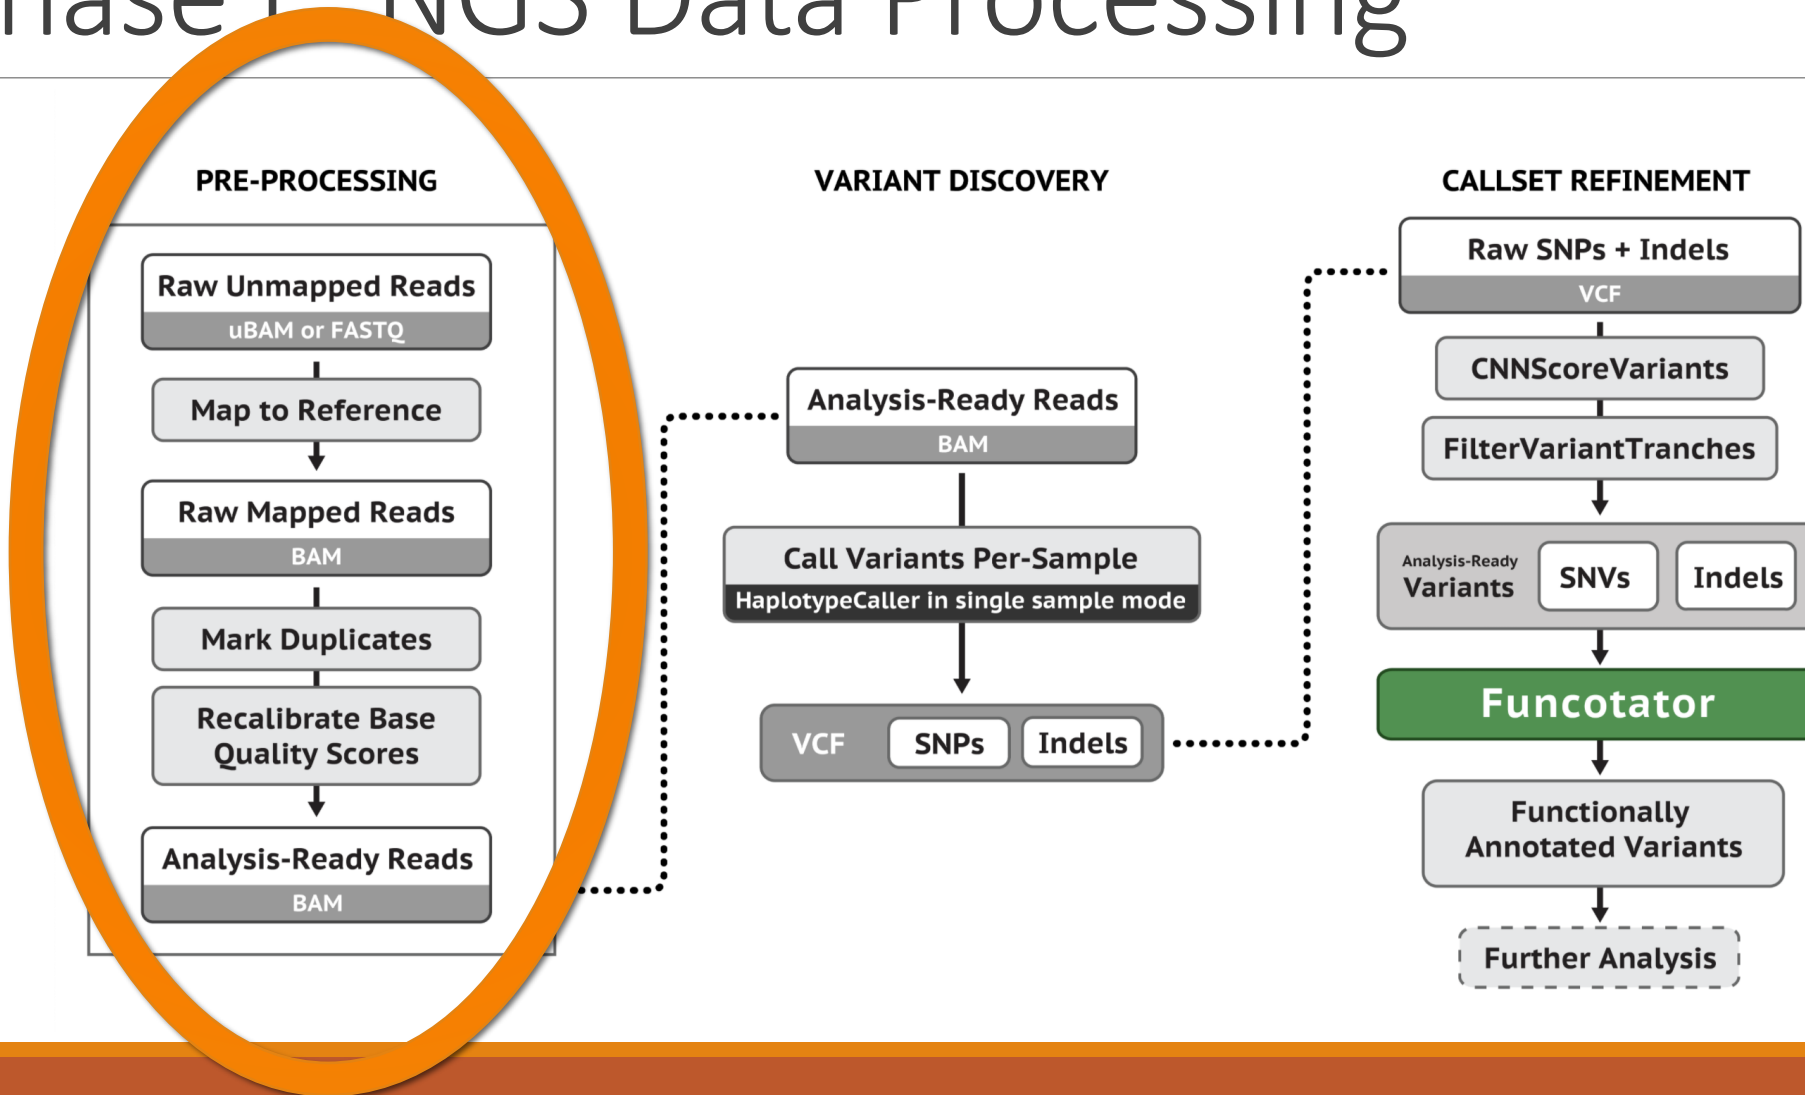 NGS Data Processing
PRE-PROCESSING
Raw Unmapped Reads
uBAM or FASTQ
Map to Reference
Raw Mapped Reads
BAM
Mark Duplicates
Recalibrate Base
Quality Scores
Analysis-Ready Reads
BAM
VARIANT DISCOVERY
Analysis-Ready Reads
BAM
Call Variants Per-Sample
HaplotypeCaller in single sample mode
VCF SNPs Indels
CALLSET REFINEMENT
Raw SNPs + Indels
VCF
CNNScoreVariants
FilterVariantTranches
Analysis-Ready
Variants SNVs Indels
Funcotator
Functionally
Annotated Variants
Further Analysis